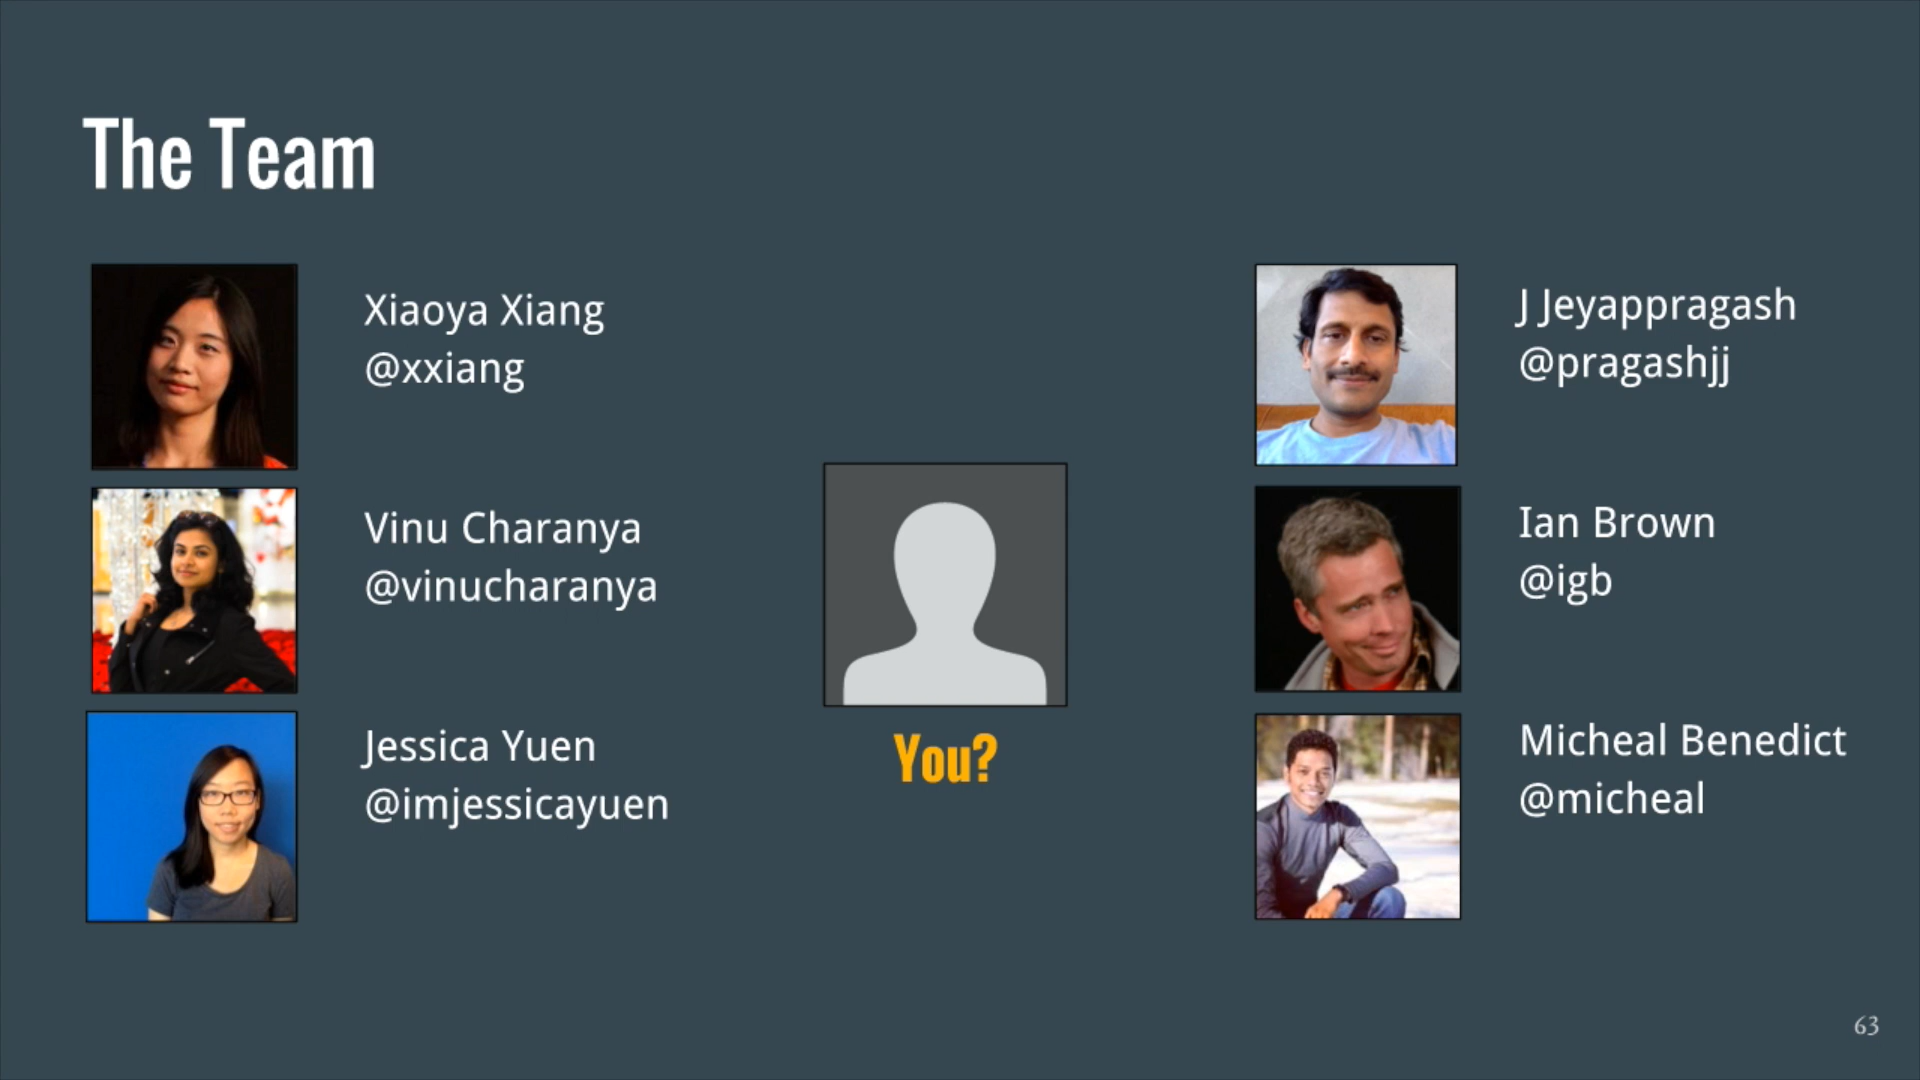 The Team
Xiaoya Xiang
@xxiang
Vinu Charanya
@vinucharanya
Jessica Yuen
@imjessicayuen
You?
J Jeyappragash
@pragashjj
Ian Brown
@igb
Micheal Benedict
@micheal
63